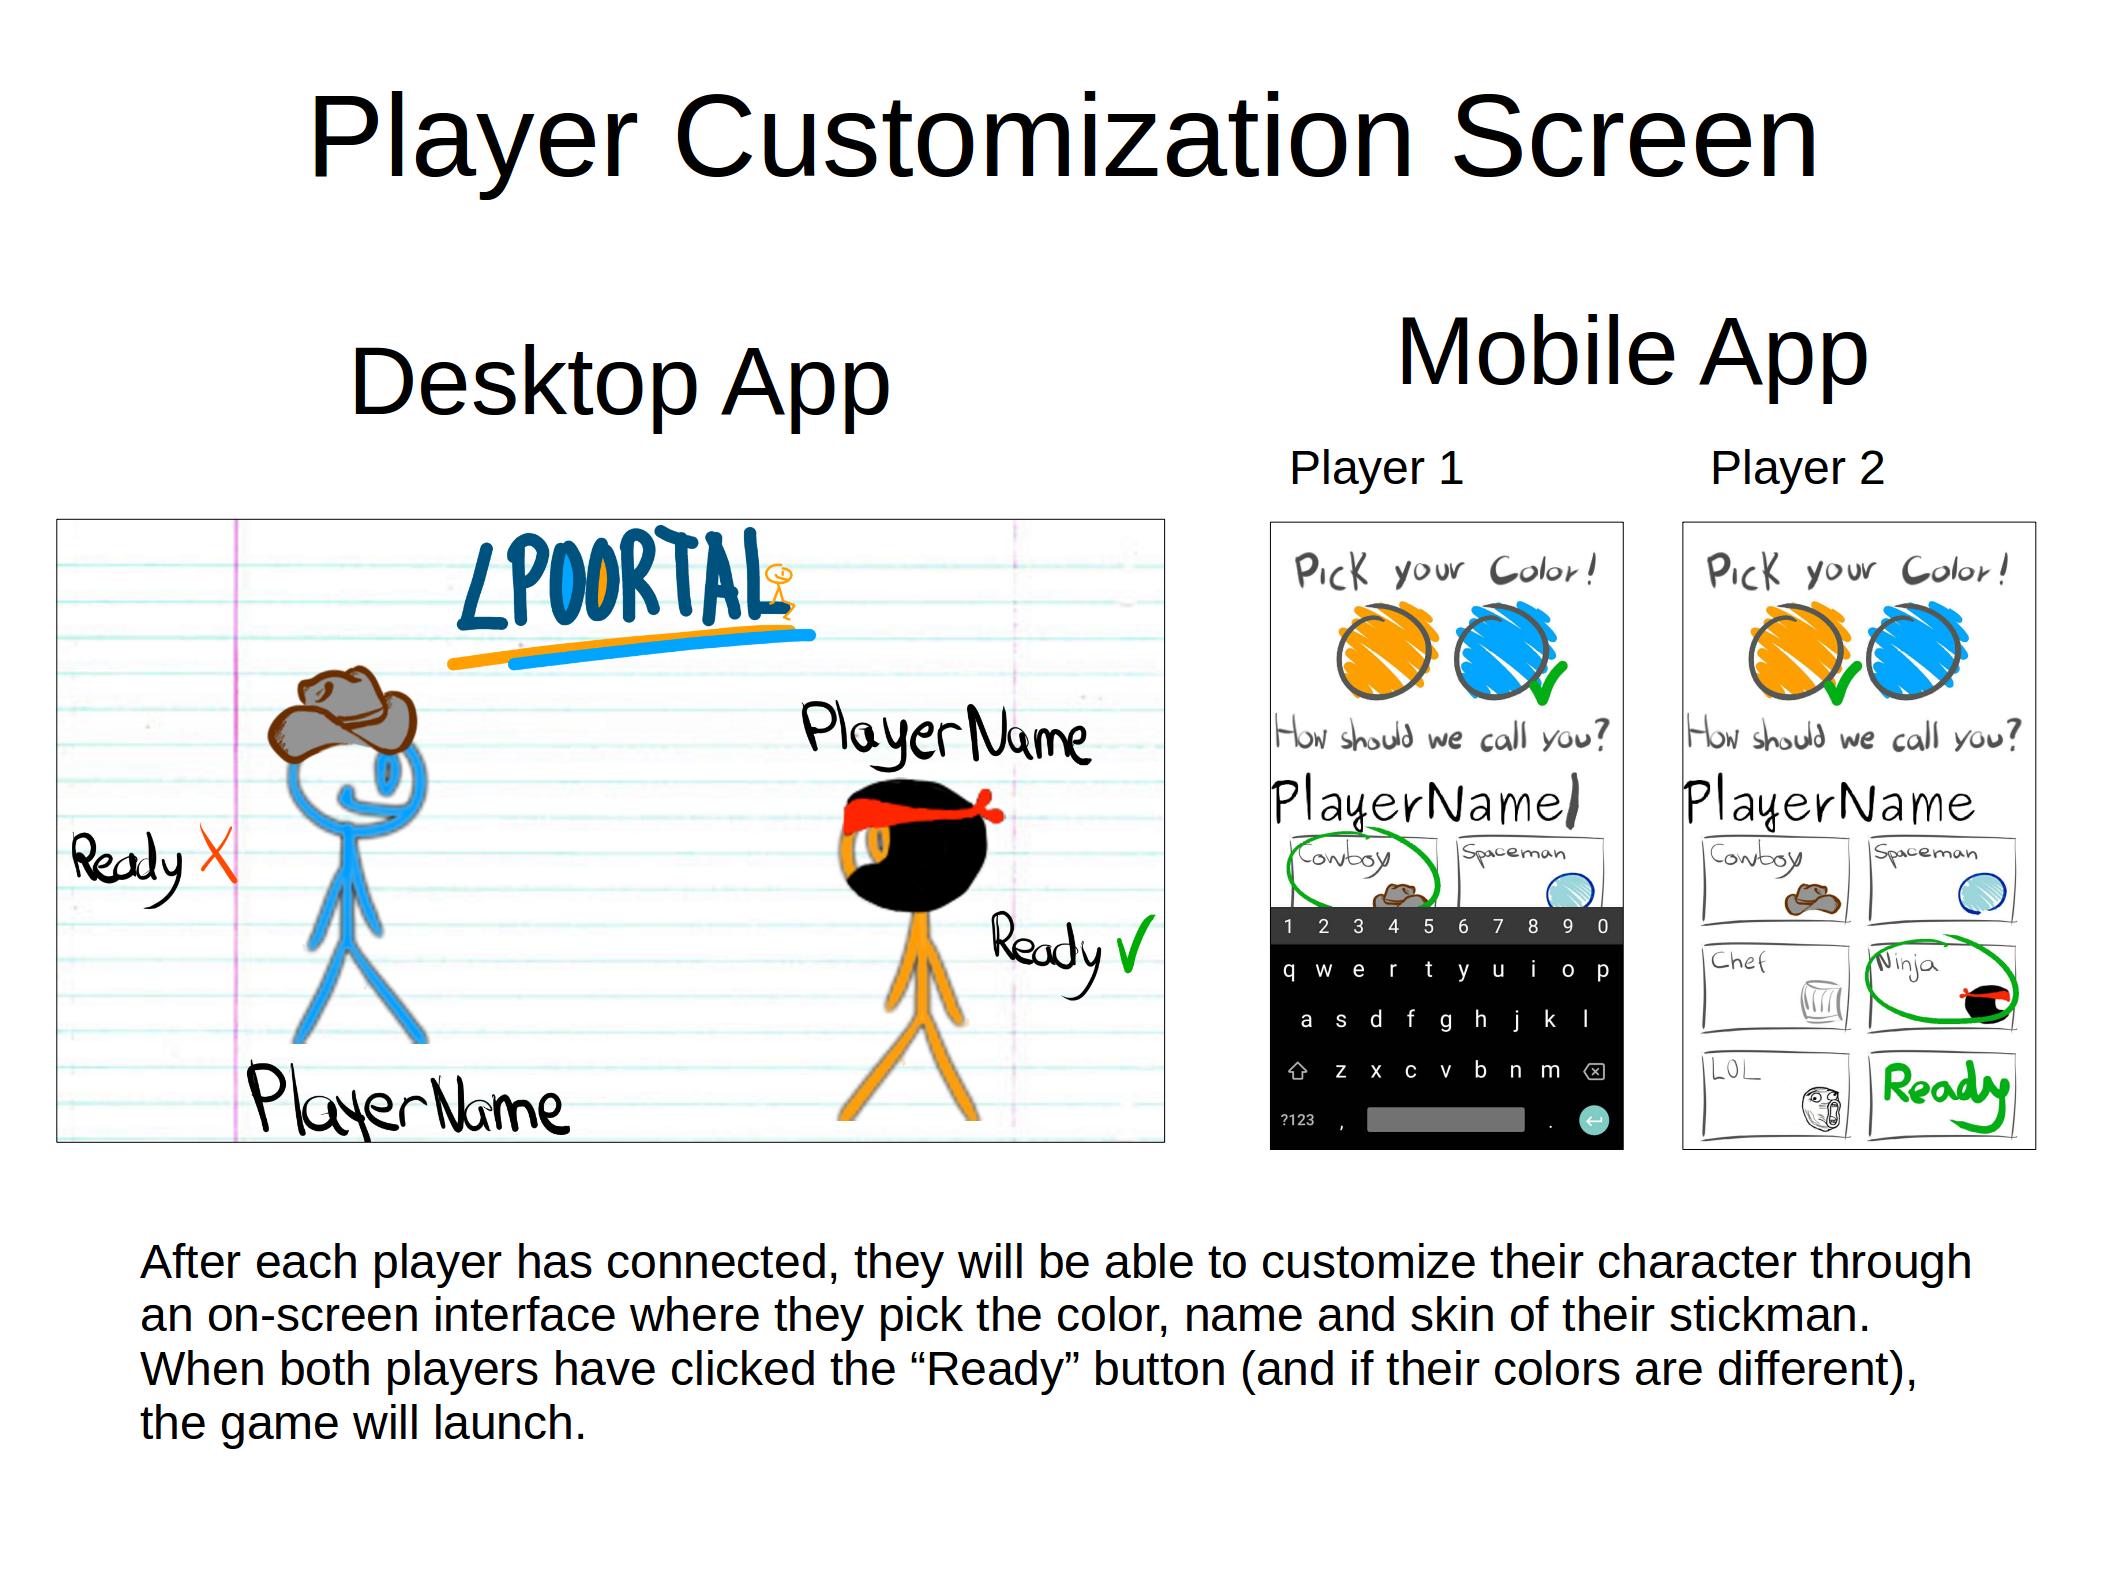 Player Customization Screen
Desktop App
Mobile App
Player 1
Player 2
LPOORTAL
PlayerName
Ready X
Ready ✓
PlayerName
Pick your Color!
How should we call you?
PlayerName
Cowboy
Spaceman
1 2 3 4 5 6 7 8 9 0
q w e r t y u i o p
a s d f g h j k l
z x c v b n m
?123 , .
Pick your Color!
How should we call you?
PlayerName
Cowboy
Spaceman
Chef
Ninja
LOL
Ready
After each player has connected, they will be able to customize their character through
an on-screen interface where they pick the color, name and skin of their stickman.
When both players have clicked the “Ready” button (and if their colors are different),
the game will launch.